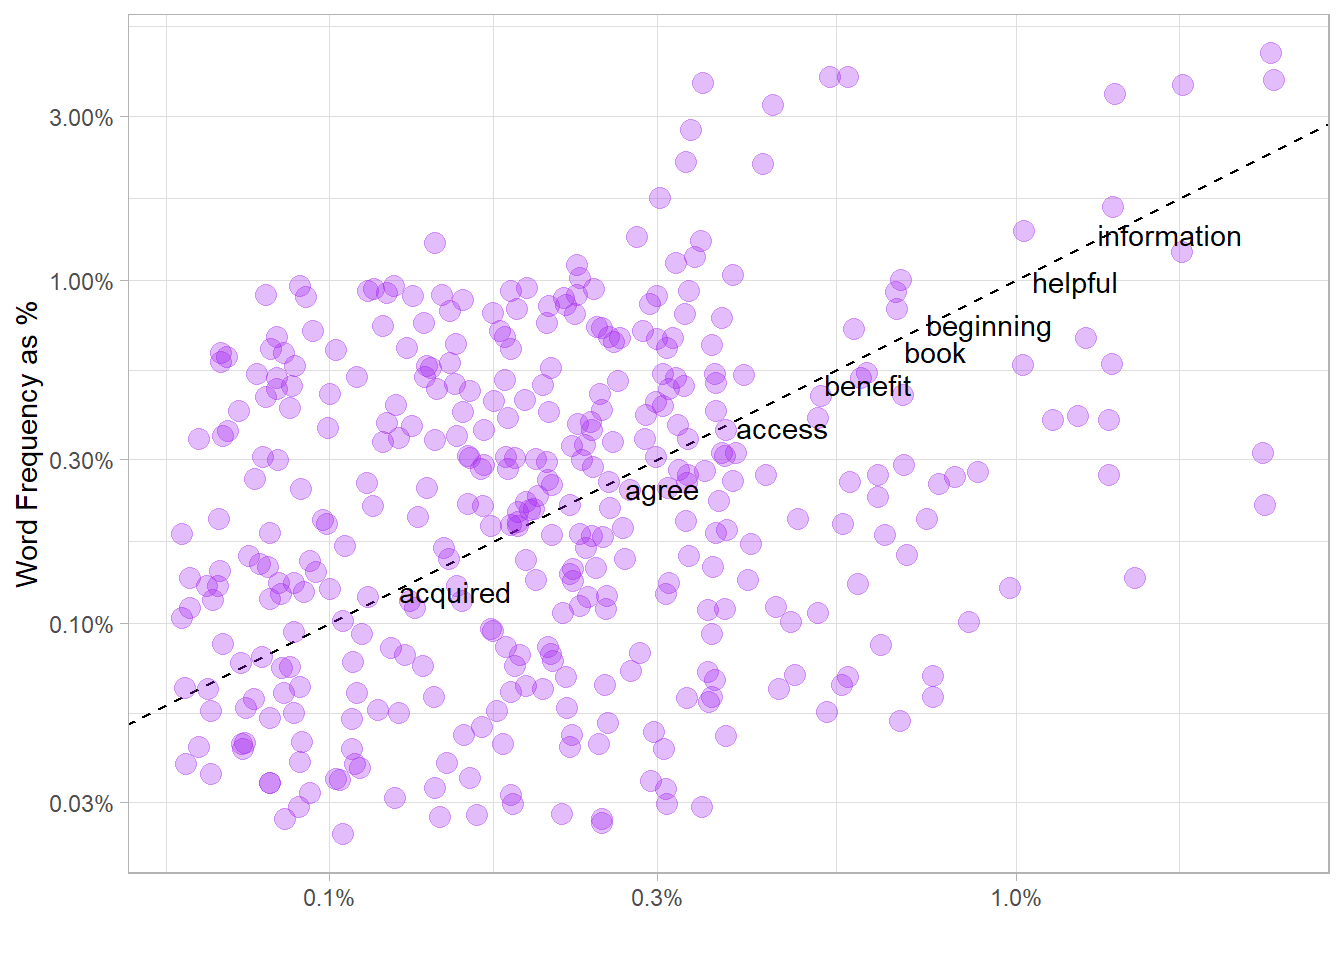 Word Frequency as %
3.00%
1.00%
0.30%
0.10%
0.03%
information
helpful
beginning
book
benefit
access
agree
acquired
0.1%
0.3%
1.0%